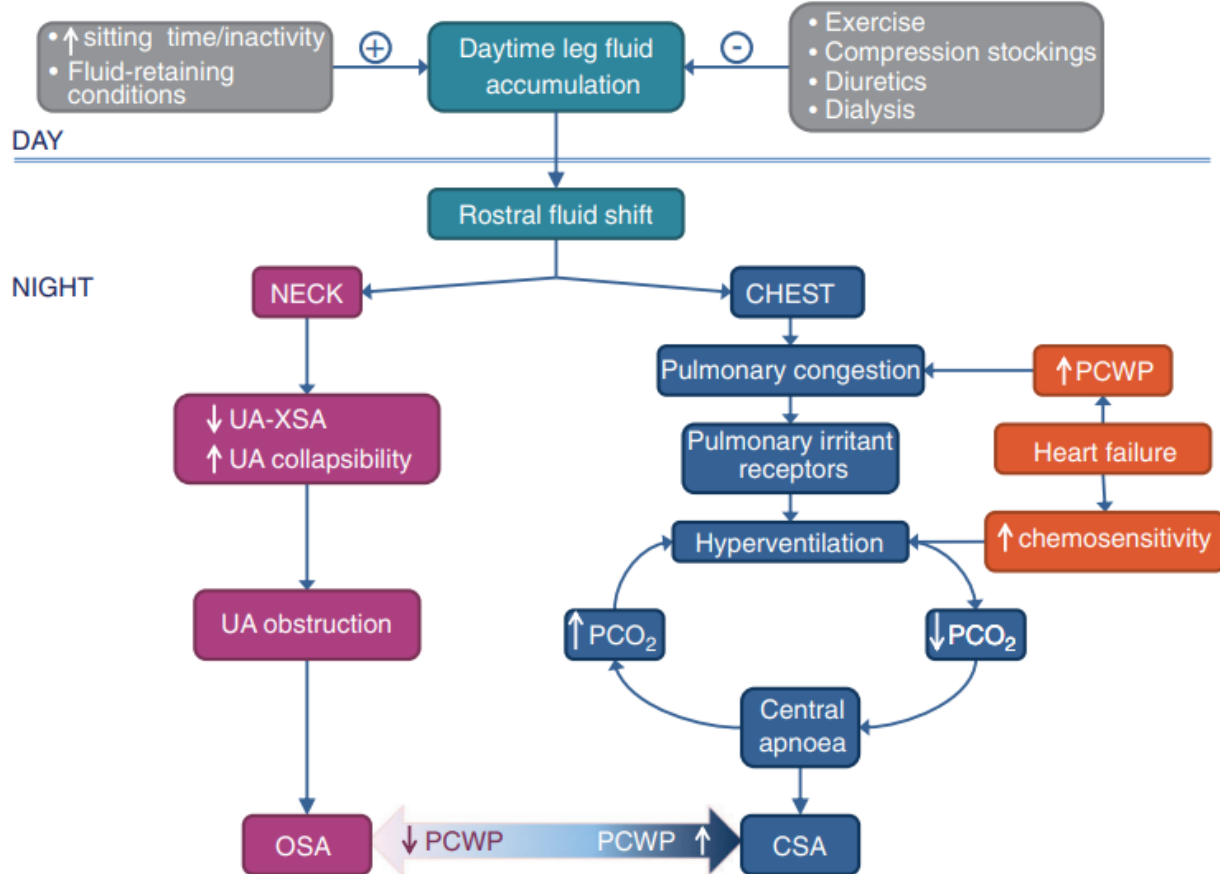 • ↑ sitting time/inactivity
• Fluid-retaining
conditions
+
Daytime leg fluid
accumulation
-
• Exercise
• Compression stockings
• Diuretics
• Dialysis
DAY
Rostral fluid shift
NIGHT
NECK
CHEST
Pulmonary congestion
↑PCWP
↓ UA-XSA
↑ UA collapsibility
Pulmonary irritant
receptors
Heart failure
Hyperventilation
↑ chemosensitivity
UA obstruction
↑PCO₂
↓PCO₂
Central
apnoea
OSA
↓ PCWP
PCWP ↑
CSA